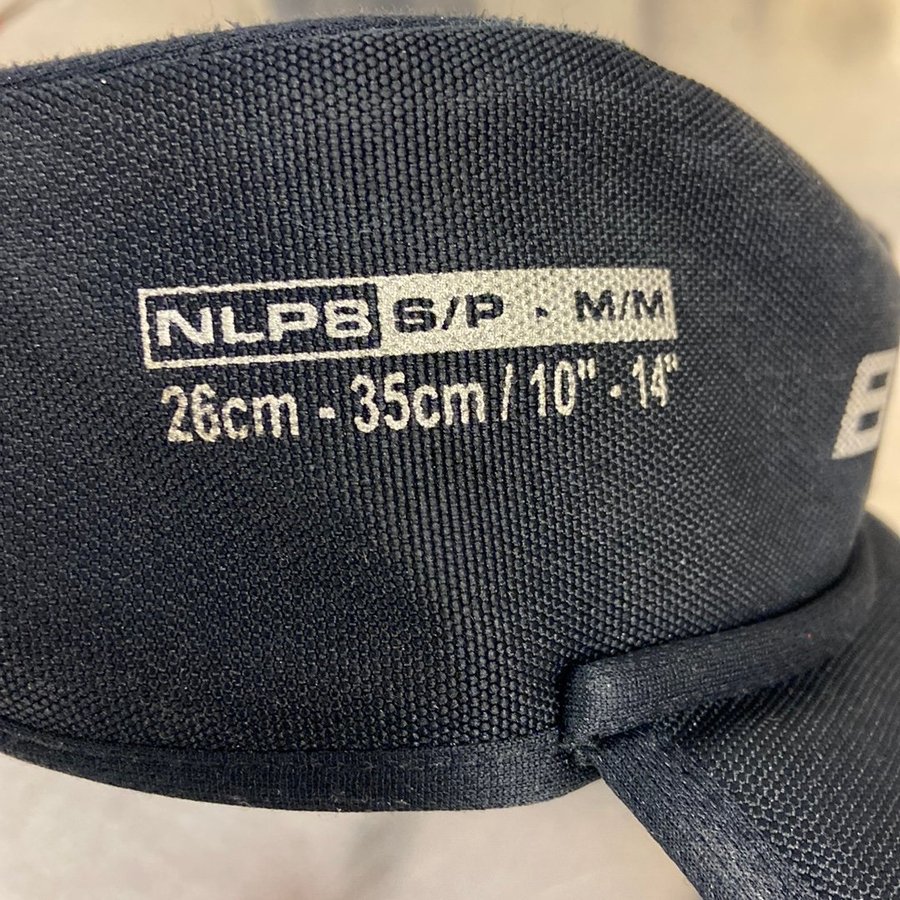 NLP8 S/P · M/M
26cm - 35cm / 10" - 14"